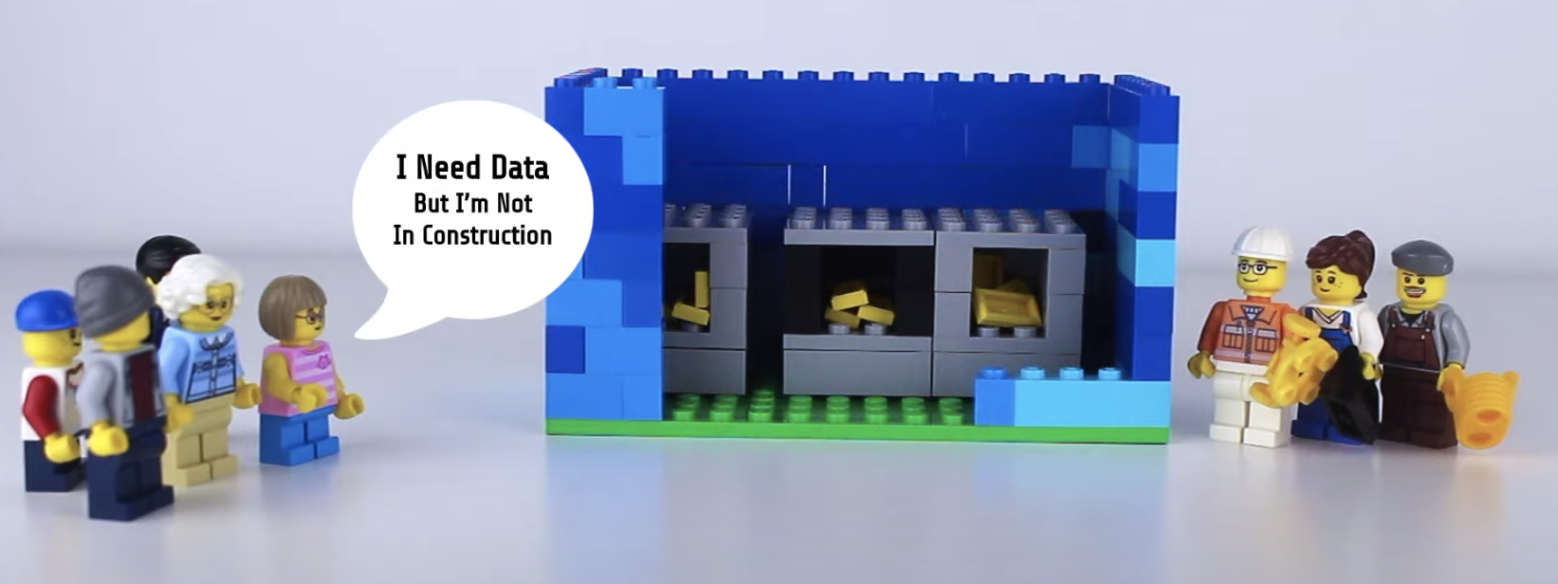 I Need Data
But I'm Not
In Construction